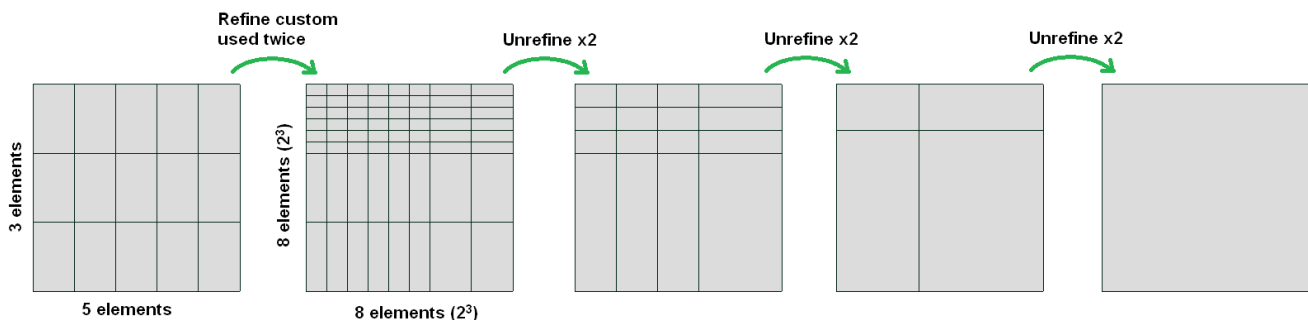 Refine custom
used twice
Unrefine x2
Unrefine x2
Unrefine x2
3 elements
8 elements (2³)
5 elements
8 elements (2³)